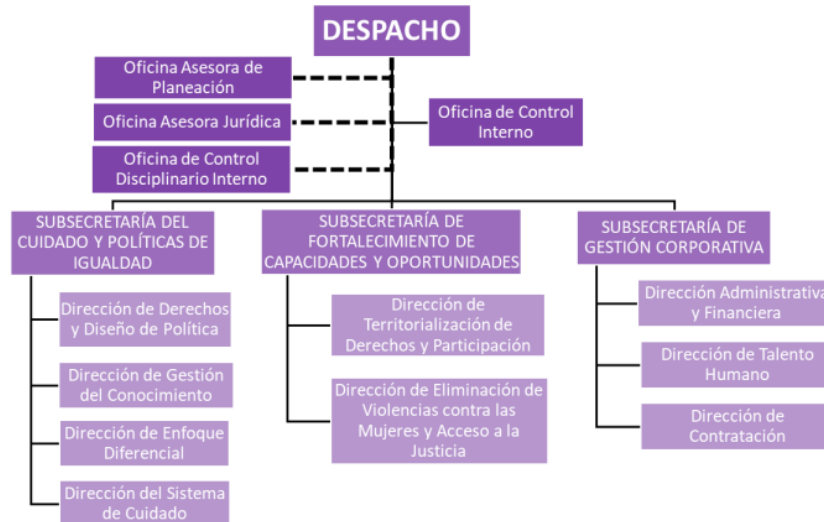 DESPACHO
Oficina Asesora de
Planeación
Oficina Asesora Jurídica
Oficina de Control
Disciplinario Interno
Oficina de Control
Interno
SUBSECRETARÍA DEL
CUIDADO Y POLÍTICAS DE
IGUALDAD
Dirección de Derechos
y Diseño de Política
Dirección de Gestión
del Conocimiento
Dirección de Enfoque
Diferencial
Dirección del Sistema
de Cuidado
SUBSECRETARÍA DE
FORTALECIMIENTO DE
CAPACIDADES Y OPORTUNIDADES
Dirección de
Territorialización de
Derechos y Participación
Dirección de Eliminación de
Violencias contra las
Mujeres y Acceso a la
Justicia
SUBSECRETARÍA DE
GESTIÓN CORPORATIVA
Dirección Administrativa
y Financiera
Dirección de Talento
Humano
Dirección de
Contratación